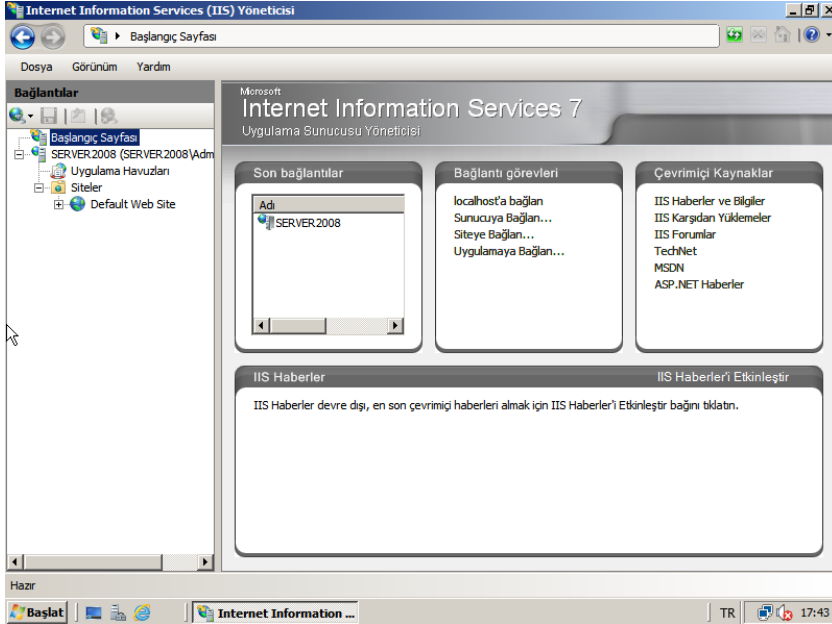 Internet Information Services (IIS) Yöneticisi
Başlangıç Sayfası
Dosya Görünüm Yardım
Bağlantılar
Başlangıç Sayfası
SERVER2008 (SERVER2008\Adm
Uygulama Havuzları
Siteler
Default Web Site
Microsoft
Internet Information Services 7
Uygulama Sunucusu Yöneticisi
Son bağlantılar
Adı
SERVER2008
Bağlantı görevleri
localhost'a bağlan
Sunucuya Bağlan...
Siteye Bağlan...
Uygulamaya Bağlan...
Çevrimiçi Kaynaklar
IIS Haberler ve Bilgiler
IIS Karşıdan Yüklemeler
IIS Forumlar
TechNet
MSDN
ASP.NET Haberler
IIS Haberler IIS Haberler'i Etkinleştir
IIS Haberler devre dışı, en son çevrimiçi haberleri almak için IIS Haberler'i Etkinleştir bağını tıklatın.
Hazır
Başlat Internet Information ... TR 17:43